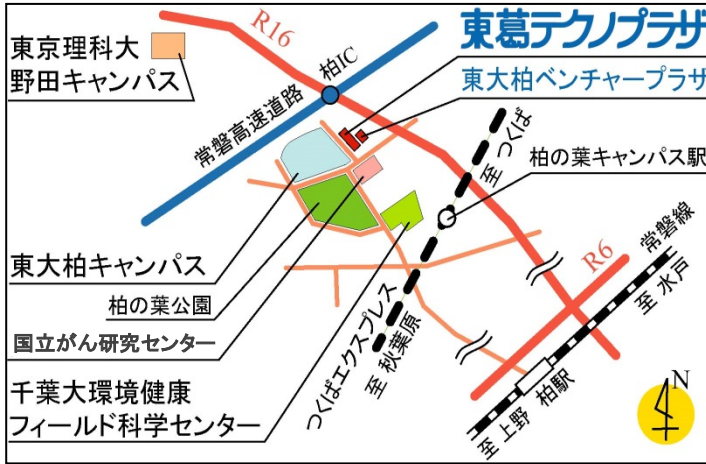 東京理科大
野田キャンパス
R16
柏IC
常磐高速道路
東葛テクノプラザ
東大柏ベンチャープラザ
至 つくば
柏の葉キャンパス駅
東大柏キャンパス
柏の葉公園
国立がん研究センター
千葉大環境健康
フィールド科学センター
つくばエクスプレス
至 秋葉原
R6
常磐線
至 水戸
至 上野
柏駅
N